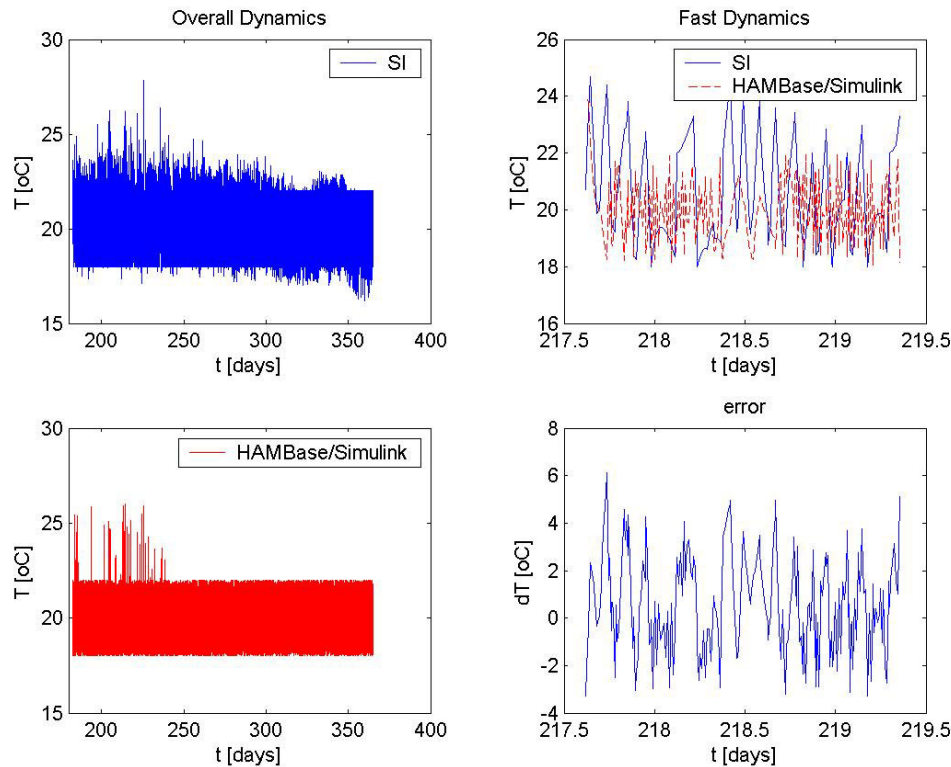 Overall Dynamics
30
25
20
15
T [oC]
SI
200 250 300 350 400
t [days]
Fast Dynamics
26
24
22
20
18
16
T [oC]
SI
HAMBase/Simulink
217.5 218 218.5 219 219.5
t [days]
30
25
20
15
T [oC]
HAMBase/Simulink
200 250 300 350 400
t [days]
error
8
6
4
2
0
-2
-4
dT [oC]
217.5 218 218.5 219 219.5
t [days]